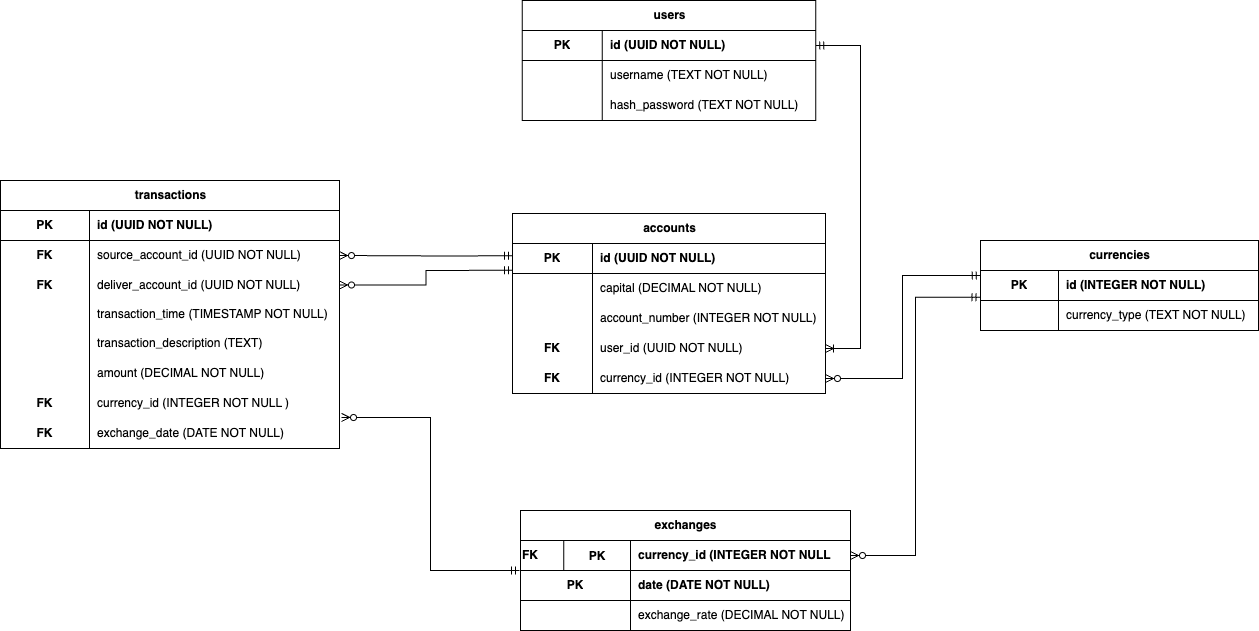 users
PK id (UUID NOT NULL)
username (TEXT NOT NULL)
hash_password (TEXT NOT NULL)
transactions
PK id (UUID NOT NULL)
FK source_account_id (UUID NOT NULL)
FK deliver_account_id (UUID NOT NULL)
transaction_time (TIMESTAMP NOT NULL)
transaction_description (TEXT)
amount (DECIMAL NOT NULL)
FK currency_id (INTEGER NOT NULL )
FK exchange_date (DATE NOT NULL)
accounts
PK id (UUID NOT NULL)
capital (DECIMAL NOT NULL)
account_number (INTEGER NOT NULL)
FK user_id (UUID NOT NULL)
FK currency_id (INTEGER NOT NULL)
currencies
PK id (INTEGER NOT NULL)
currency_type (TEXT NOT NULL)
exchanges
FK PK currency_id (INTEGER NOT NULL
PK date (DATE NOT NULL)
exchange_rate (DECIMAL NOT NULL)